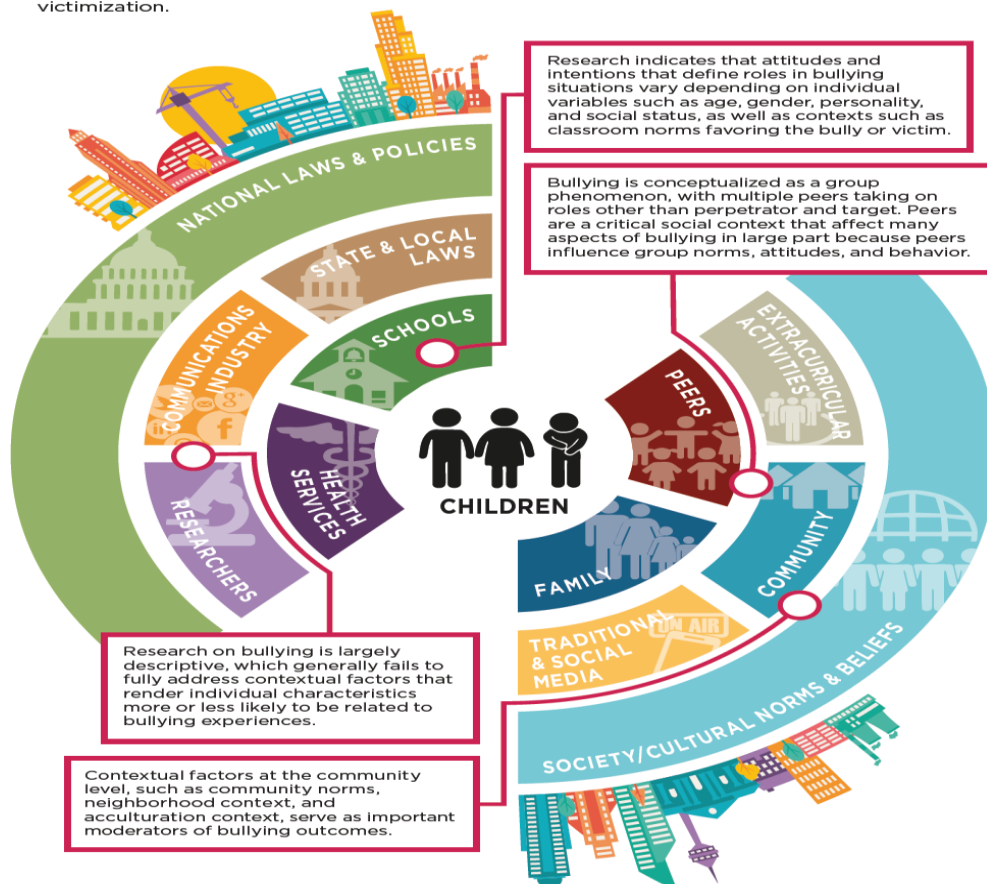 victimization.
Research indicates that attitudes and
intentions that define roles in bullying
situations vary depending on individual
variables such as age, gender, personality,
and social status, as well as contexts such as
classroom norms favoring the bully or victim.
Bullying is conceptualized as a group
phenomenon, with multiple peers taking on
roles other than perpetrator and target. Peers
are a critical social context that affect many
aspects of bullying in large part because peers
influence group norms, attitudes, and behavior.
NATIONAL LAWS & POLICIES
STATE & LOCAL
LAWS
SCHOOLS
COMMUNICATIONS
INDUSTRY
g+
in
f
HEALTH
SERVICES
RESEARCHERS
CHILDREN
PEERS
EXTRACURRICULAR
ACTIVITIES
COMMUNITY
FAMILY
TRADITIONAL
& SOCIAL
MEDIA
ON AIR
SOCIETY/CULTURAL NORMS & BELIEFS
Research on bullying is largely
descriptive, which generally fails to
fully address contextual factors that
render individual characteristics
more or less likely to be related to
bullying experiences.
Contextual factors at the community
level, such as community norms,
neighborhood context, and
acculturation context, serve as important
moderators of bullying outcomes.